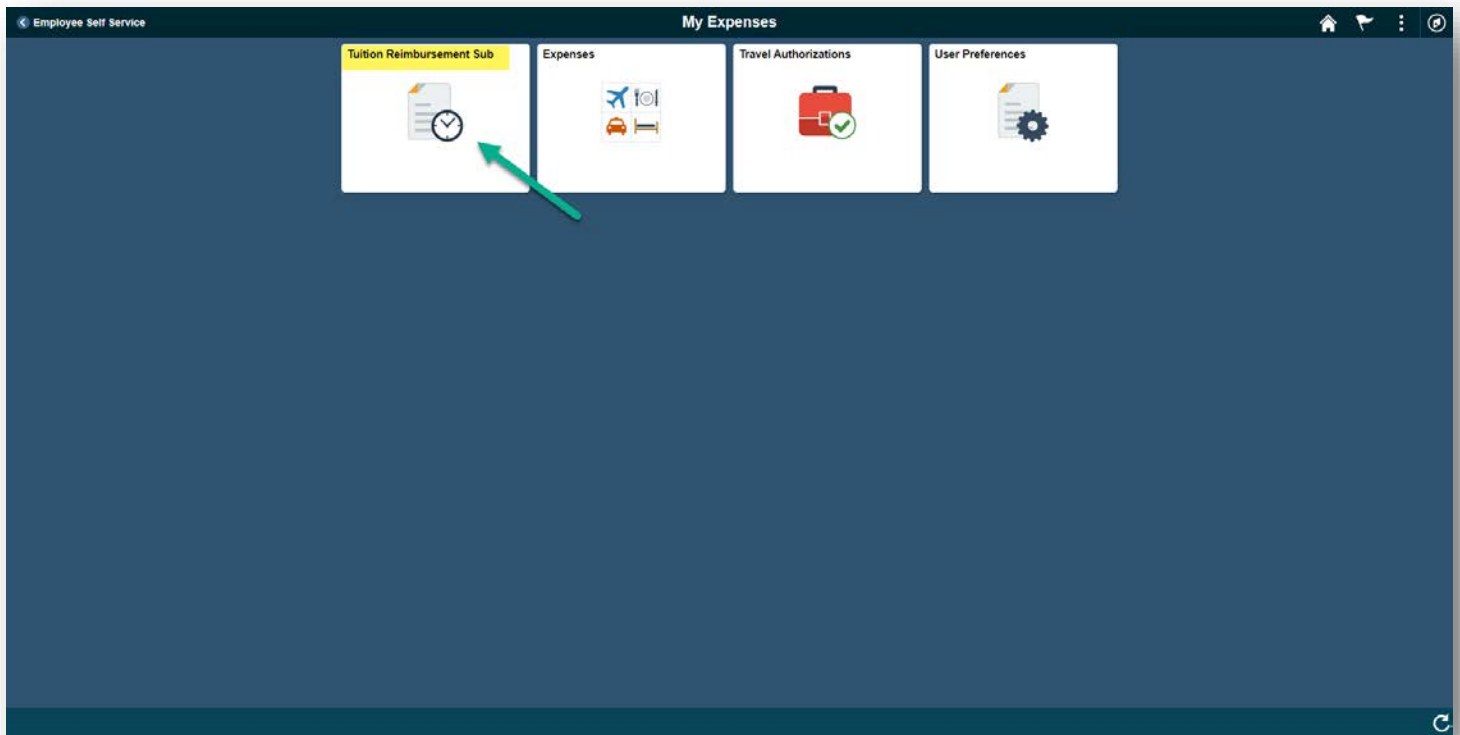 Employee Self Service
My Expenses
Tuition Reimbursement Sub
Expenses
Travel Authorizations
User Preferences